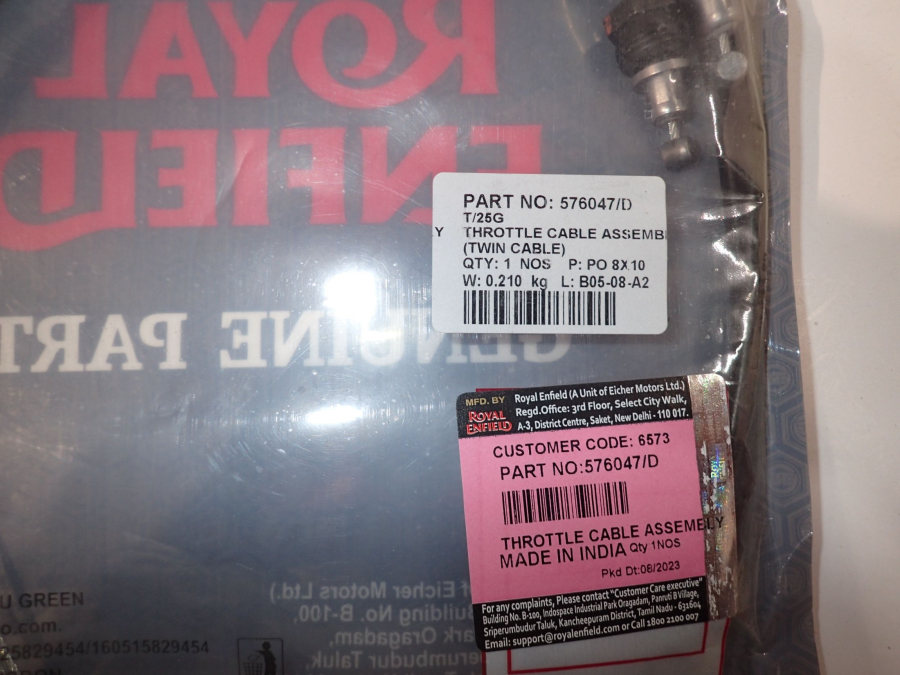 ROYAL
ENFIELD
GENUINE PART
PART NO: 576047/D
T/25G
Y THROTTLE CABLE ASSEMB
(TWIN CABLE)
QTY: 1 NOS P: PO 8X10
W: 0.210 kg L: B05-08-A2
MFD. BY
ROYAL
ENFIELD
Royal Enfield (A Unit of Eicher Motors Ltd.)
Regd.Office: 3rd Floor, Select City Walk,
A-3, District Centre, Saket, New Delhi - 110 017.
CUSTOMER CODE: 6573
PART NO:576047/D
THROTTLE CABLE ASSEMBLY
MADE IN INDIA Qty 1NOS
Pkd Dt:08/2023
For any complaints, Please contact "Customer Care executive"
Building No. B-100, Indospace Industrial Park Oragadam, Panruti B Village,
Sriperumbudur Taluk, Kancheepuram District, Tamil Nadu - 631604,
Email: support@royalenfield.com or Call 1800 2100 007
U GREEN
o.com.
25829454/160515829454
f Eicher Motors Ltd.)
uilding No. B-100,
ark Oragadam,
erumbudur Taluk